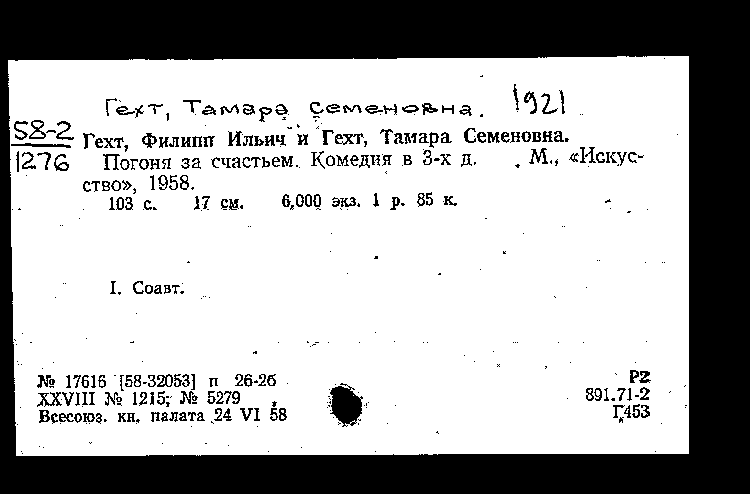 Гехт, Тамара Семеновна. 1921
58-2
1276
Гехт, Филипп Ильич и Гехт, Тамара Семеновна.
Погоня за счастьем. Комедия в 3-х д. . М., «Искус-
ство», 1958.
103 с. 17 см. 6,000 экз. 1 р. 85 к.
I. Соавт.
№ 17616 [58-32053] п 26-2б
XXVIII № 1215; № 5279
Всесоюз. кн. палата 24 VI 58
Р2
891.71-2
Г453